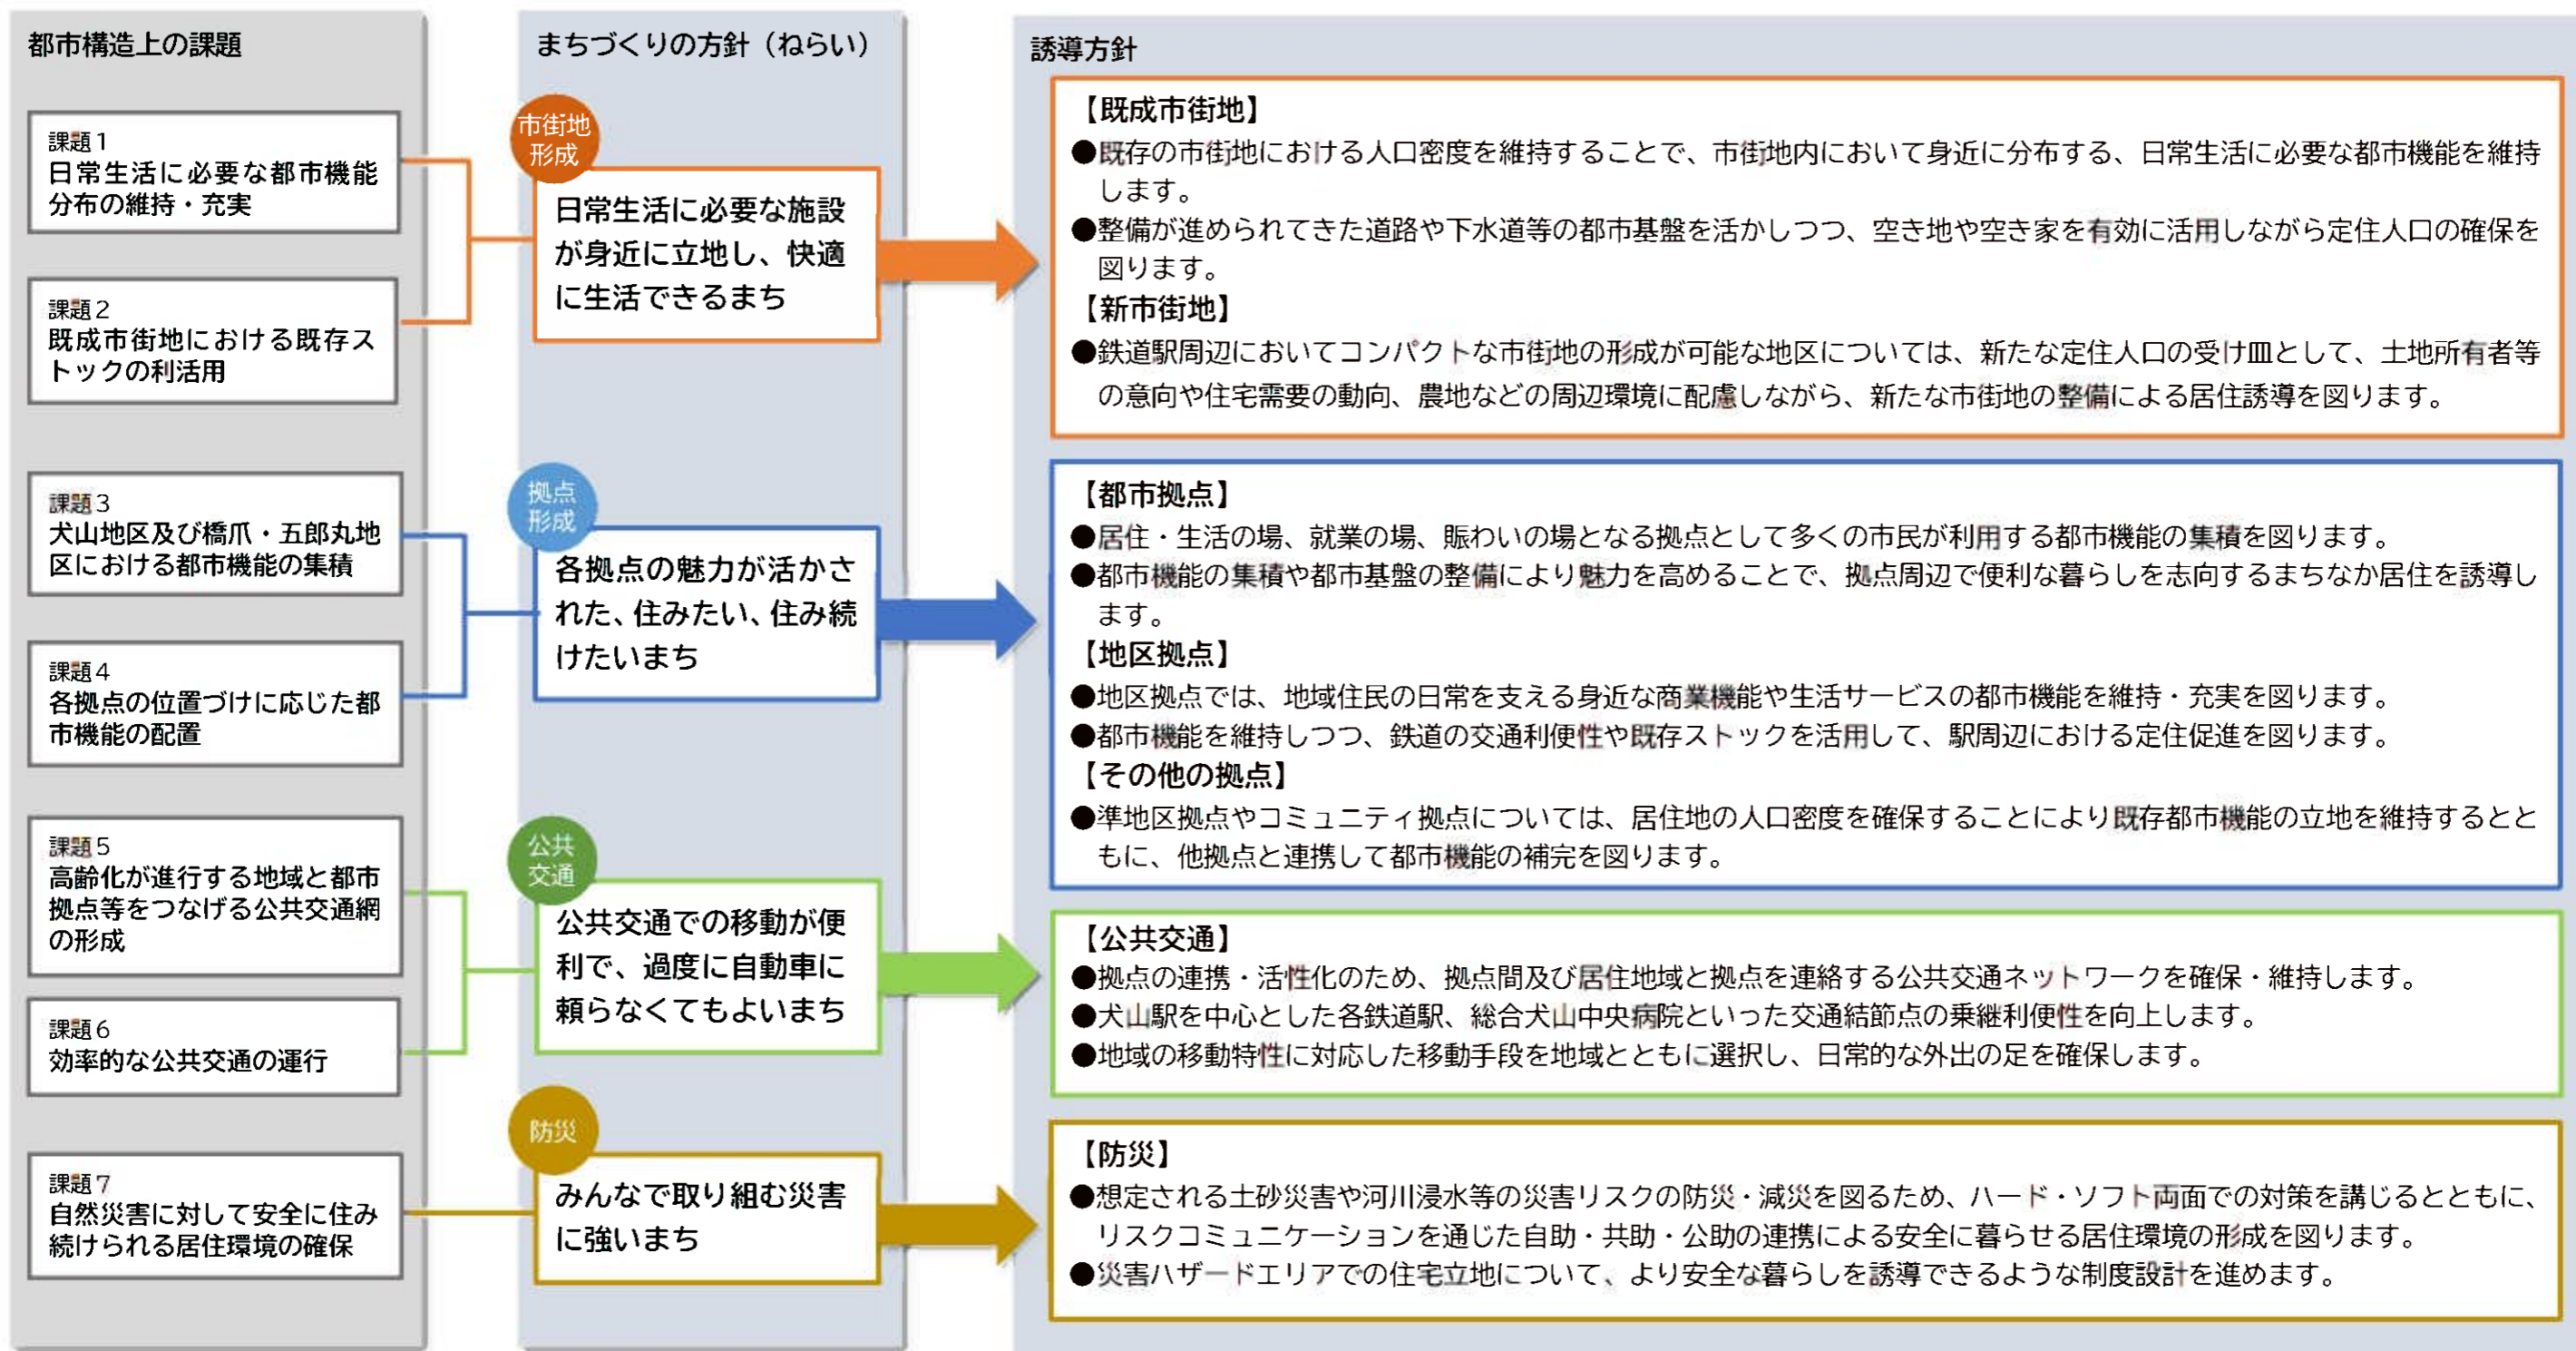 都市構造上の課題
課題1
日常生活に必要な都市機能
分布の維持・充実
課題2
既成市街地における既存ス
トックの利活用
課題3
犬山地区及び橋爪・五郎丸地
区における都市機能の集積
課題4
各拠点の位置づけに応じた都
市機能の配置
課題5
高齢化が進行する地域と都市
拠点等をつなげる公共交通網
の形成
課題6
効率的な公共交通の運行
課題7
自然災害に対して安全に住み
続けられる居住環境の確保
まちづくりの方針（ねらい）
市街地
形成
日常生活に必要な施設
が身近に立地し、快適
に生活できるまち
拠点
形成
各拠点の魅力が活かさ
れた、住みたい、住み続
けたいまち
公共
交通
公共交通での移動が便
利で、過度に自動車に
頼らなくてもよいまち
防災
みんなで取り組む災害
に強いまち
誘導方針
【既成市街地】
●既存の市街地における人口密度を維持することで、市街地内において身近に分布する、日常生活に必要な都市機能を維持
します。
●整備が進められてきた道路や下水道等の都市基盤を活かしつつ、空き地や空き家を有効に活用しながら定住人口の確保を
図ります。
【新市街地】
●鉄道駅周辺においてコンパクトな市街地の形成が可能な地区については、新たな定住人口の受け皿として、土地所有者等
の意向や住宅需要の動向、農地などの周辺環境に配慮しながら、新たな市街地の整備による居住誘導を図ります。
【都市拠点】
●居住・生活の場、就業の場、賑わいの場となる拠点として多くの市民が利用する都市機能の集積を図ります。
●都市機能の集積や都市基盤の整備により魅力を高めることで、拠点周辺で便利な暮らしを志向するまちなか居住を誘導し
ます。
【地区拠点】
●地区拠点では、地域住民の日常を支える身近な商業機能や生活サービスの都市機能を維持・充実を図ります。
●都市機能を維持しつつ、鉄道の交通利便性や既存ストックを活用して、駅周辺における定住促進を図ります。
【その他の拠点】
●準地区拠点やコミュニティ拠点については、居住地の人口密度を確保することにより既存都市機能の立地を維持するとと
もに、他拠点と連携して都市機能の補完を図ります。
【公共交通】
●拠点の連携・活性化のため、拠点間及び居住地域と拠点を連絡する公共交通ネットワークを確保・維持します。
●犬山駅を中心とした各鉄道駅、総合犬山中央病院といった交通結節点の乗継利便性を向上します。
●地域の移動特性に対応した移動手段を地域とともに選択し、日常的な外出の足を確保します。
【防災】
●想定される土砂災害や河川浸水等の災害リスクの防災・減災を図るため、ハード・ソフト両面での対策を講じるとともに、
リスクコミュニケーションを通じた自助・共助・公助の連携による安全に暮らせる居住環境の形成を図ります。
●災害ハザードエリアでの住宅立地について、より安全な暮らしを誘導できるような制度設計を進めます。